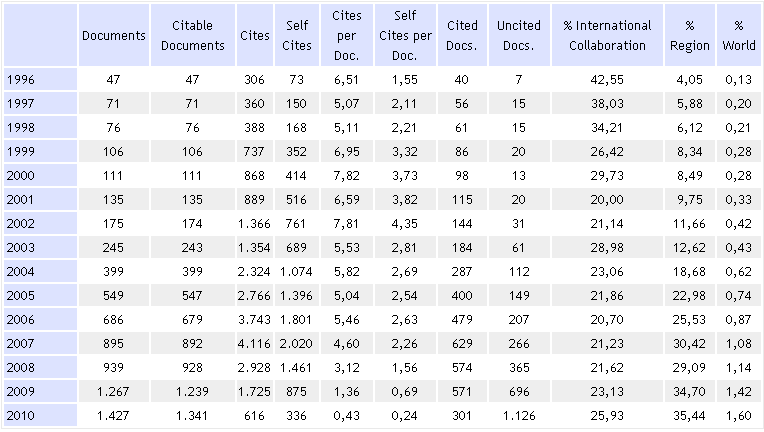 Documents Citable Documents Cites Self Cites Cites per Doc. Self Cites per Doc. Cited Docs. Uncited Docs. % International Collaboration % Region % World
1996 47 47 306 73 6,51 1,55 40 7 42,55 4,05 0,13
1997 71 71 360 150 5,07 2,11 56 15 38,03 5,88 0,20
1998 76 76 388 168 5,11 2,21 61 15 34,21 6,12 0,21
1999 106 106 737 352 6,95 3,32 86 20 26,42 8,34 0,28
2000 111 111 868 414 7,82 3,73 98 13 29,73 8,49 0,28
2001 135 135 889 516 6,59 3,82 115 20 20,00 9,75 0,33
2002 175 174 1.366 761 7,81 4,35 144 31 21,14 11,66 0,42
2003 245 243 1.354 689 5,53 2,81 184 61 28,98 12,62 0,43
2004 399 399 2.324 1.074 5,82 2,69 287 112 23,06 18,68 0,62
2005 549 547 2.766 1.396 5,04 2,54 400 149 21,86 22,98 0,74
2006 686 679 3.743 1.801 5,46 2,63 479 207 20,70 25,53 0,87
2007 895 892 4.116 2.020 4,60 2,26 629 266 21,23 30,42 1,08
2008 939 928 2.928 1.461 3,12 1,56 574 365 21,62 29,09 1,14
2009 1.267 1.239 1.725 875 1,36 0,69 571 696 23,13 34,70 1,42
2010 1.427 1.341 616 336 0,43 0,24 301 1.126 25,93 35,44 1,60